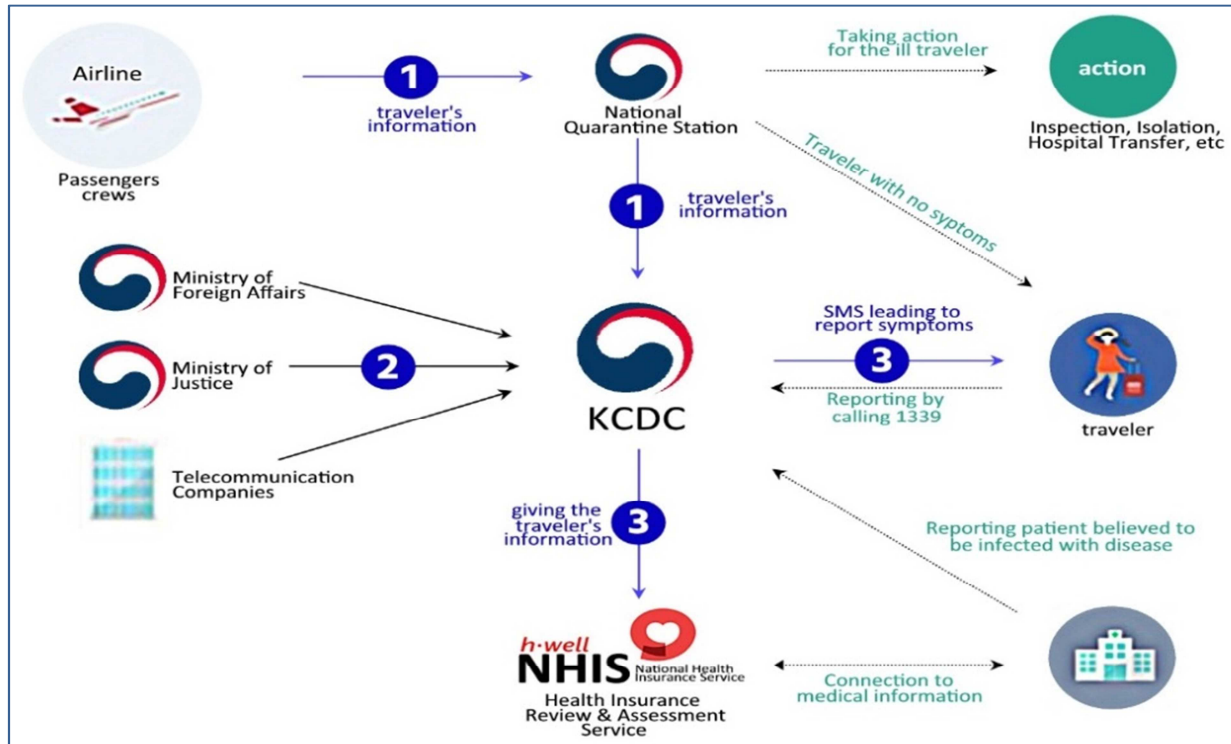 Airline
Passengers
crews
1
traveler's
information
National
Quarantine Station
Taking action
for the ill traveler
action
Inspection, Isolation,
Hospital Transfer, etc
1
traveler's
information
Traveler with no syptoms
Ministry of
Foreign Affairs
Ministry of
Justice
2
Telecommunication
Companies
KCDC
SMS leading to
report symptoms
3
Reporting by
calling 1339
traveler
giving the
traveler's
information
3
Reporting patient believed to
be infected with disease
h·well
NHIS
National Health
Insurance Service
Health Insurance
Review & Assessment
Service
Connection to
medical information